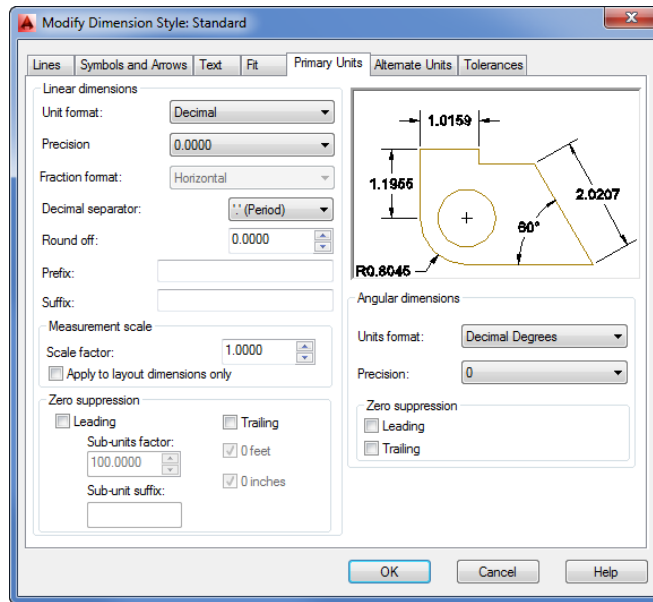 Modify Dimension Style: Standard
Lines Symbols and Arrows Text Fit Primary Units Alternate Units Tolerances
Linear dimensions
Unit format: Decimal
Precision 0.0000
Fraction format: Horizontal
Decimal separator: '.' (Period)
Round off: 0.0000
Prefix:
Suffix:
Measurement scale
Scale factor: 1.0000
Apply to layout dimensions only
Zero suppression
Leading Trailing
Sub-units factor: 0 feet
100.0000
Sub-unit suffix: 0 inches
1.0159
1.1955
2.0207
60°
R0.8045
Angular dimensions
Units format: Decimal Degrees
Precision: 0
Zero suppression
Leading
Trailing
OK Cancel Help